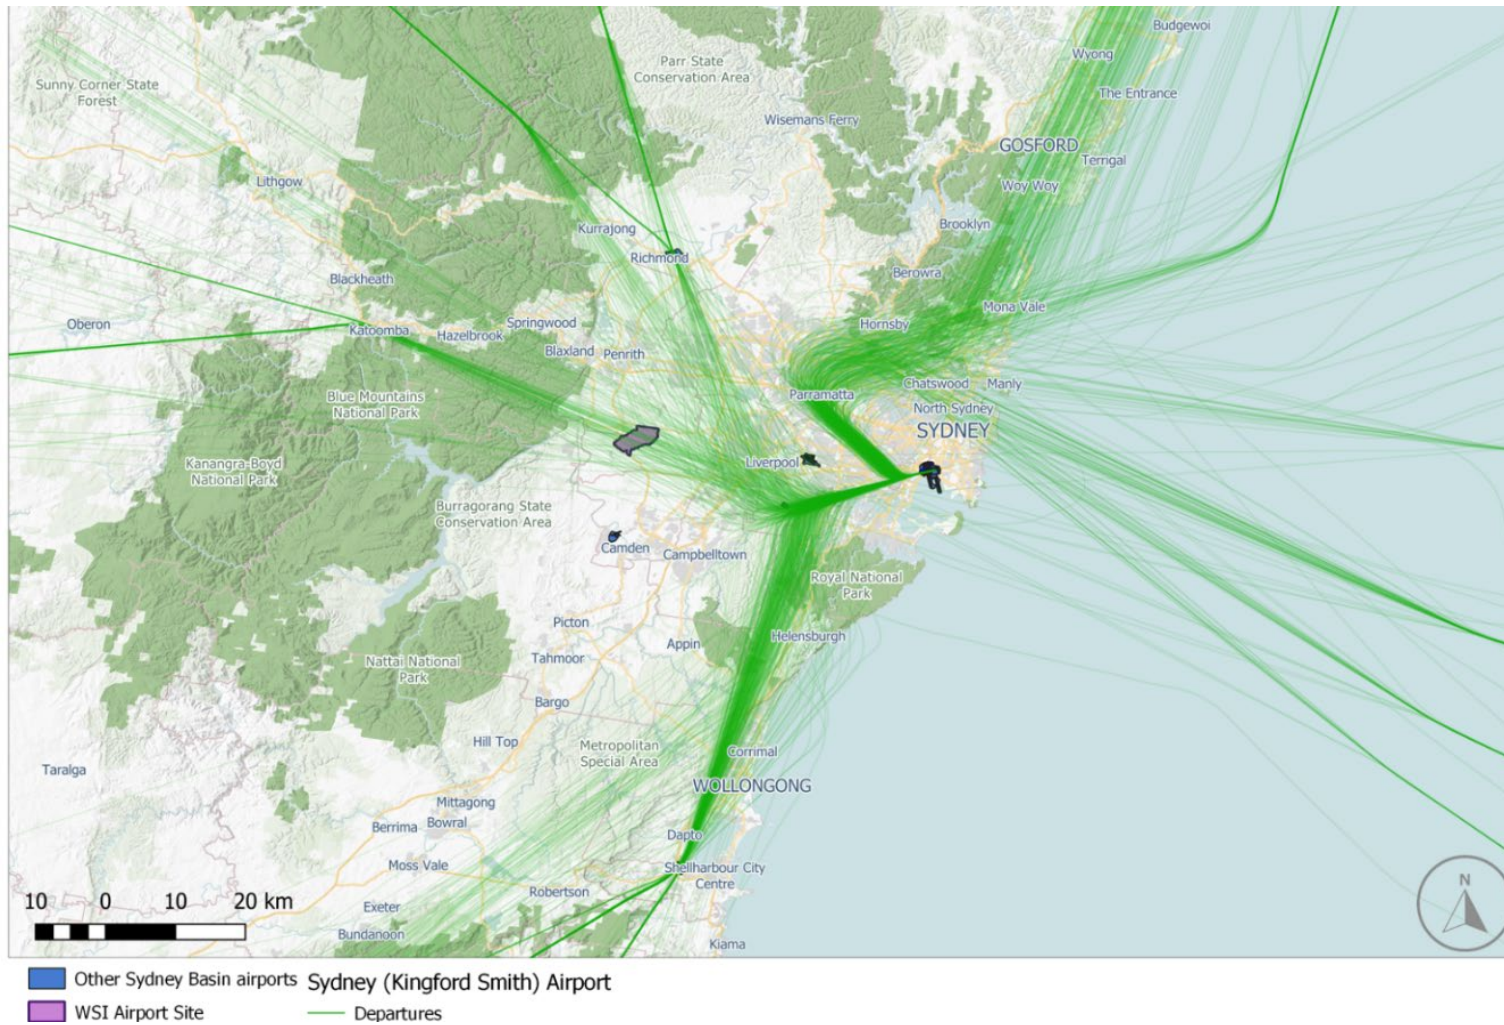 Budgewoi
Wyong
Parr State
Conservation Area
Sunny Corner State
Forest
The Entrance
Wisemans Ferry
GOSFORD
Terrigal
Lithgow
Woy Woy
Kurrajong
Brooklyn
Richmond
Berowra
Blackheath
Mona Vale
Oberon
Katoomba
Hazelbrook
Springwood
Hornsby
Blaxland
Penrith
Chatswood
Manly
Blue Mountains
National Park
Parramatta
North Sydney
SYDNEY
Kanangra-Boyd
National Park
Liverpool
Burragorang State
Conservation Area
Camden
Campbelltown
Royal National
Park
Picton
Helensburgh
Appin
Tahmoor
Nattai National
Park
Bargo
Hill Top
Metropolitan
Special Area
Corrimal
Taralga
WOLLONGONG
Mittagong
Berrima
Bowral
Dapto
Moss Vale
Shellharbour City
Centre
Robertson
Exeter
Bundanoon
Kiama
10 0 10 20 km
N
Other Sydney Basin airports
Sydney (Kingford Smith) Airport
WSI Airport Site
Departures